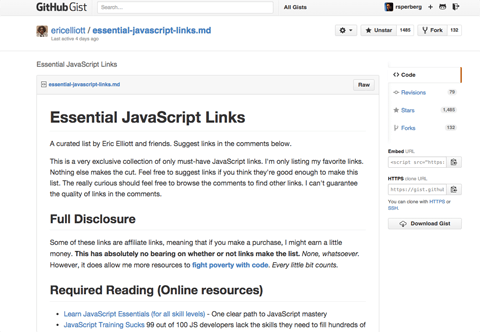 GitHub Gist Search... All Gists rsperberg
ericelliott / essential-javascript-links.md
Last active 4 days ago
Unstar 1485 Fork 132
Essential JavaScript Links
essential-javascript-links.md Raw
Essential JavaScript Links
A curated list by Eric Elliott and friends. Suggest links in the comments below.
This is a very exclusive collection of only must-have JavaScript links. I'm only listing my favorite links.
Nothing else makes the cut. Feel free to suggest links if you think they're good enough to make this
list. The really curious should feel free to browse the comments to find other links. I can't guarantee
the quality of links in the comments.
Full Disclosure
Some of these links are affiliate links, meaning that if you make a purchase, I might earn a little
money. This has absolutely no bearing on whether or not links make the list. None, whatsoever.
However, it does allow me more resources to fight poverty with code. Every little bit counts.
Required Reading (Online resources)
Learn JavaScript Essentials (for all skill levels) - One clear path to JavaScript mastery
JavaScript Training Sucks 99 out of 100 JS developers lack the skills they need to fill hundreds of
Code
Revisions 75
Stars 1,485
Forks 132
Embed URL
<script src="https:
HTTPS clone URL
https://gist.github
You can clone with HTTPS or
SSH.
Download Gist